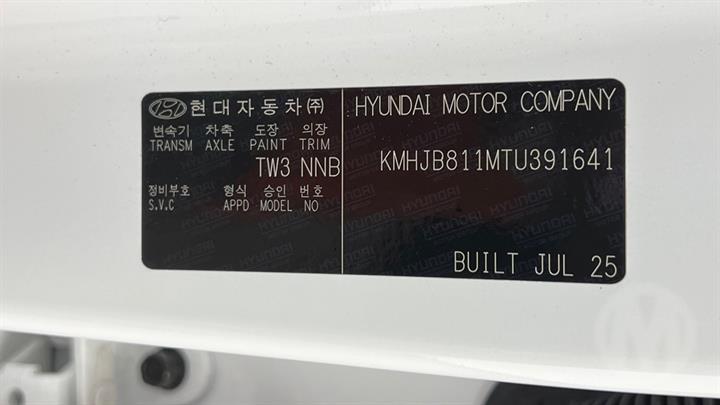 현대자동차㈜
변속기 차축 도장 의장
TRANSM AXLE PAINT TRIM
TW3 NNB
정비부호 형식 승인 번호
S.V.C APPD MODEL NO
HYUNDAI MOTOR COMPANY
KMHJB811MTU391641
BUILT JUL 25